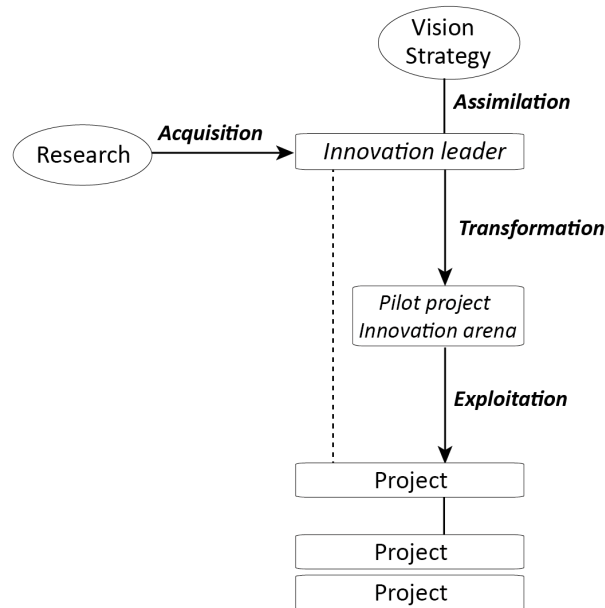 Vision
Strategy
Assimilation
Acquisition
Research
Innovation leader
Transformation
Pilot project
Innovation arena
Exploitation
Project
Project
Project